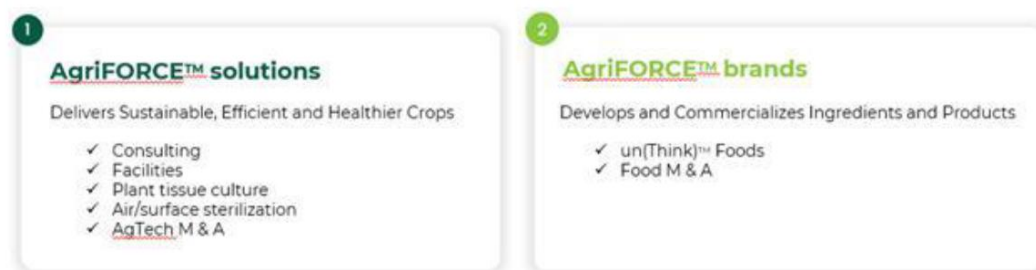 1
AgriFORCE™ solutions
Delivers Sustainable, Efficient and Healthier Crops
✓ Consulting
✓ Facilities
✓ Plant tissue culture
✓ Air/surface sterilization
✓ AgTech M & A
2
AgriFORCE™ brands
Develops and Commercializes Ingredients and Products
✓ un(Think)™ Foods
✓ Food M & A